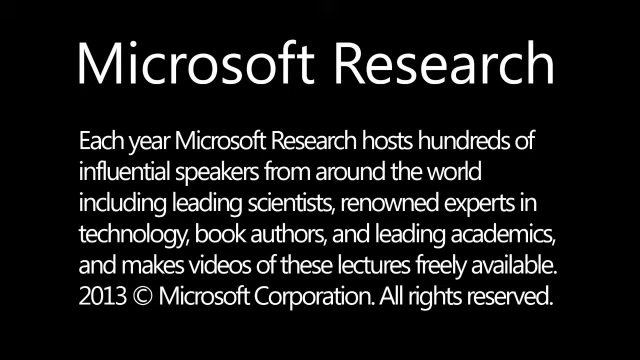 Microsoft Research
Each year Microsoft Research hosts hundreds of
influential speakers from around the world
including leading scientists, renowned experts in
technology, book authors, and leading academics,
and makes videos of these lectures freely available.
2013 © Microsoft Corporation. All rights reserved.